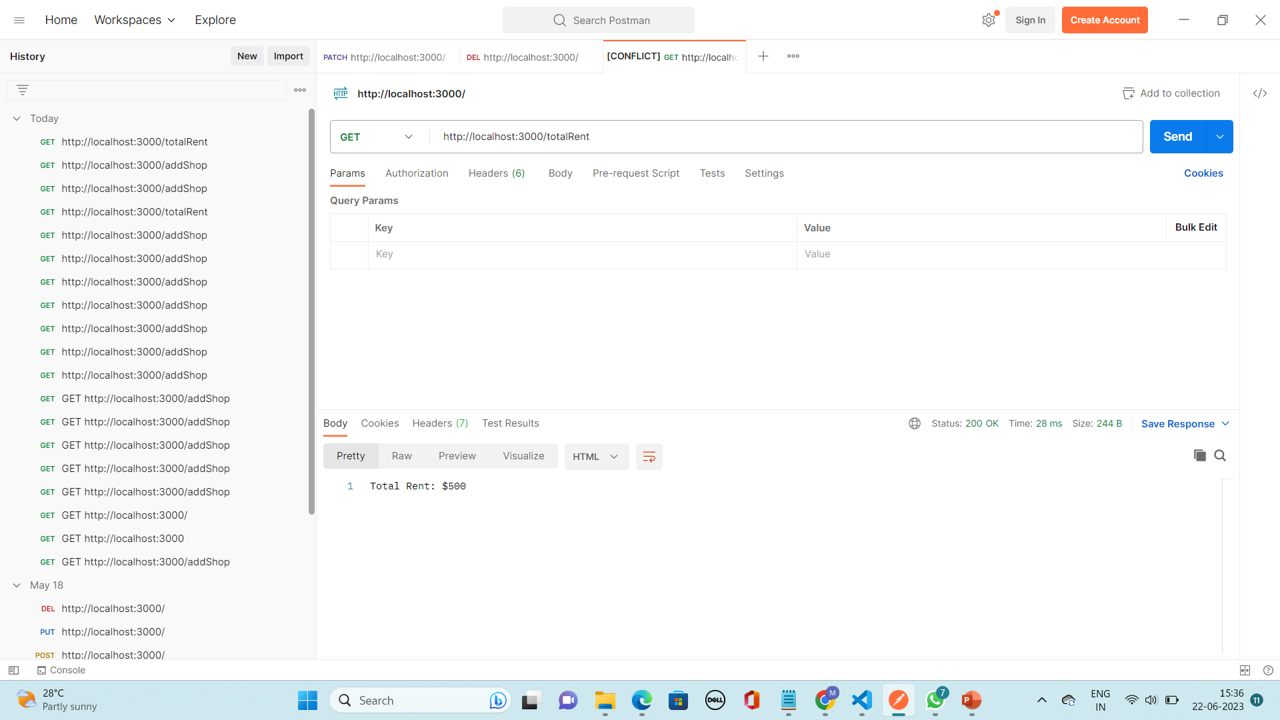 Home
Workspaces
Explore
Search Postman
Sign In
Create Account
History
New
Import
PATCH http://localhost:3000/
DEL http://localhost:3000/
[CONFLICT] GET http://localho
http://localhost:3000/
Add to collection
GET
http://localhost:3000/totalRent
Send
Params
Authorization
Headers (6)
Body
Pre-request Script
Tests
Settings
Cookies
Query Params
Key
Value
Bulk Edit
Key
Value
Today
GET http://localhost:3000/totalRent
GET http://localhost:3000/addShop
GET http://localhost:3000/addShop
GET http://localhost:3000/totalRent
GET http://localhost:3000/addShop
GET http://localhost:3000/addShop
GET http://localhost:3000/addShop
GET http://localhost:3000/addShop
GET http://localhost:3000/addShop
GET http://localhost:3000/addShop
GET http://localhost:3000/addShop
GET GET http://localhost:3000/addShop
GET GET http://localhost:3000/addShop
GET GET http://localhost:3000/addShop
GET GET http://localhost:3000/addShop
GET GET http://localhost:3000/addShop
GET GET http://localhost:3000/
GET GET http://localhost:3000
GET GET http://localhost:3000/addShop
May 18
DEL http://localhost:3000/
PUT http://localhost:3000/
POST http://localhost:3000/
Body
Cookies
Headers (7)
Test Results
Status: 200 OK
Time: 28 ms
Size: 244 B
Save Response
Pretty
Raw
Preview
Visualize
HTML
1 Total Rent: $500
Console
28°C
Partly sunny
Search
DELL
M
7
ENG
IN
15:36
22-06-2023
11